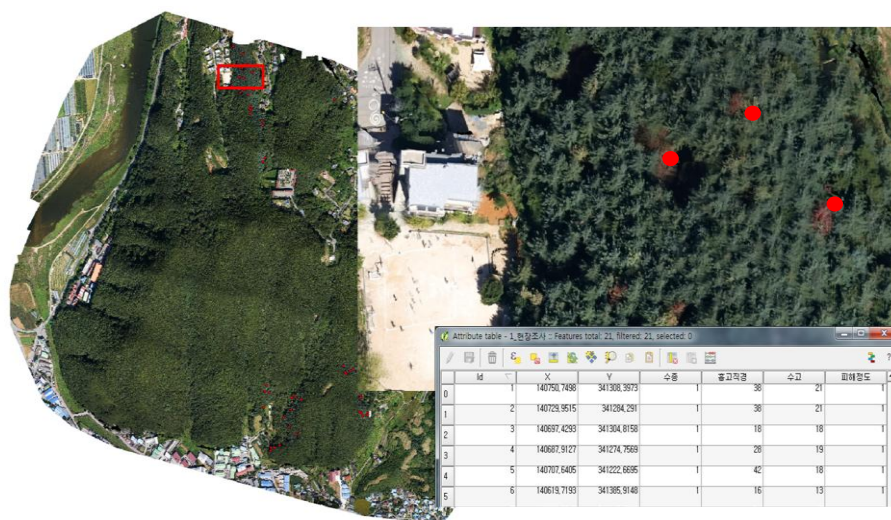 Attribute table - 1_현장조사 :: Features total: 21, filtered: 21, selected: 0
Id X Y 수종 흉고직경 수고 피해정도
0 1 140750,7498 341308,3973 1 38 21 1
1 2 140729,9515 341284,291 1 38 21 1
2 3 140697,4293 341304,8158 1 18 18 1
3 4 140687,9127 341274,7569 1 28 19 1
4 5 140707,6405 341222,6695 1 42 18 1
5 6 140619,7193 341385,9148 1 16 13 1